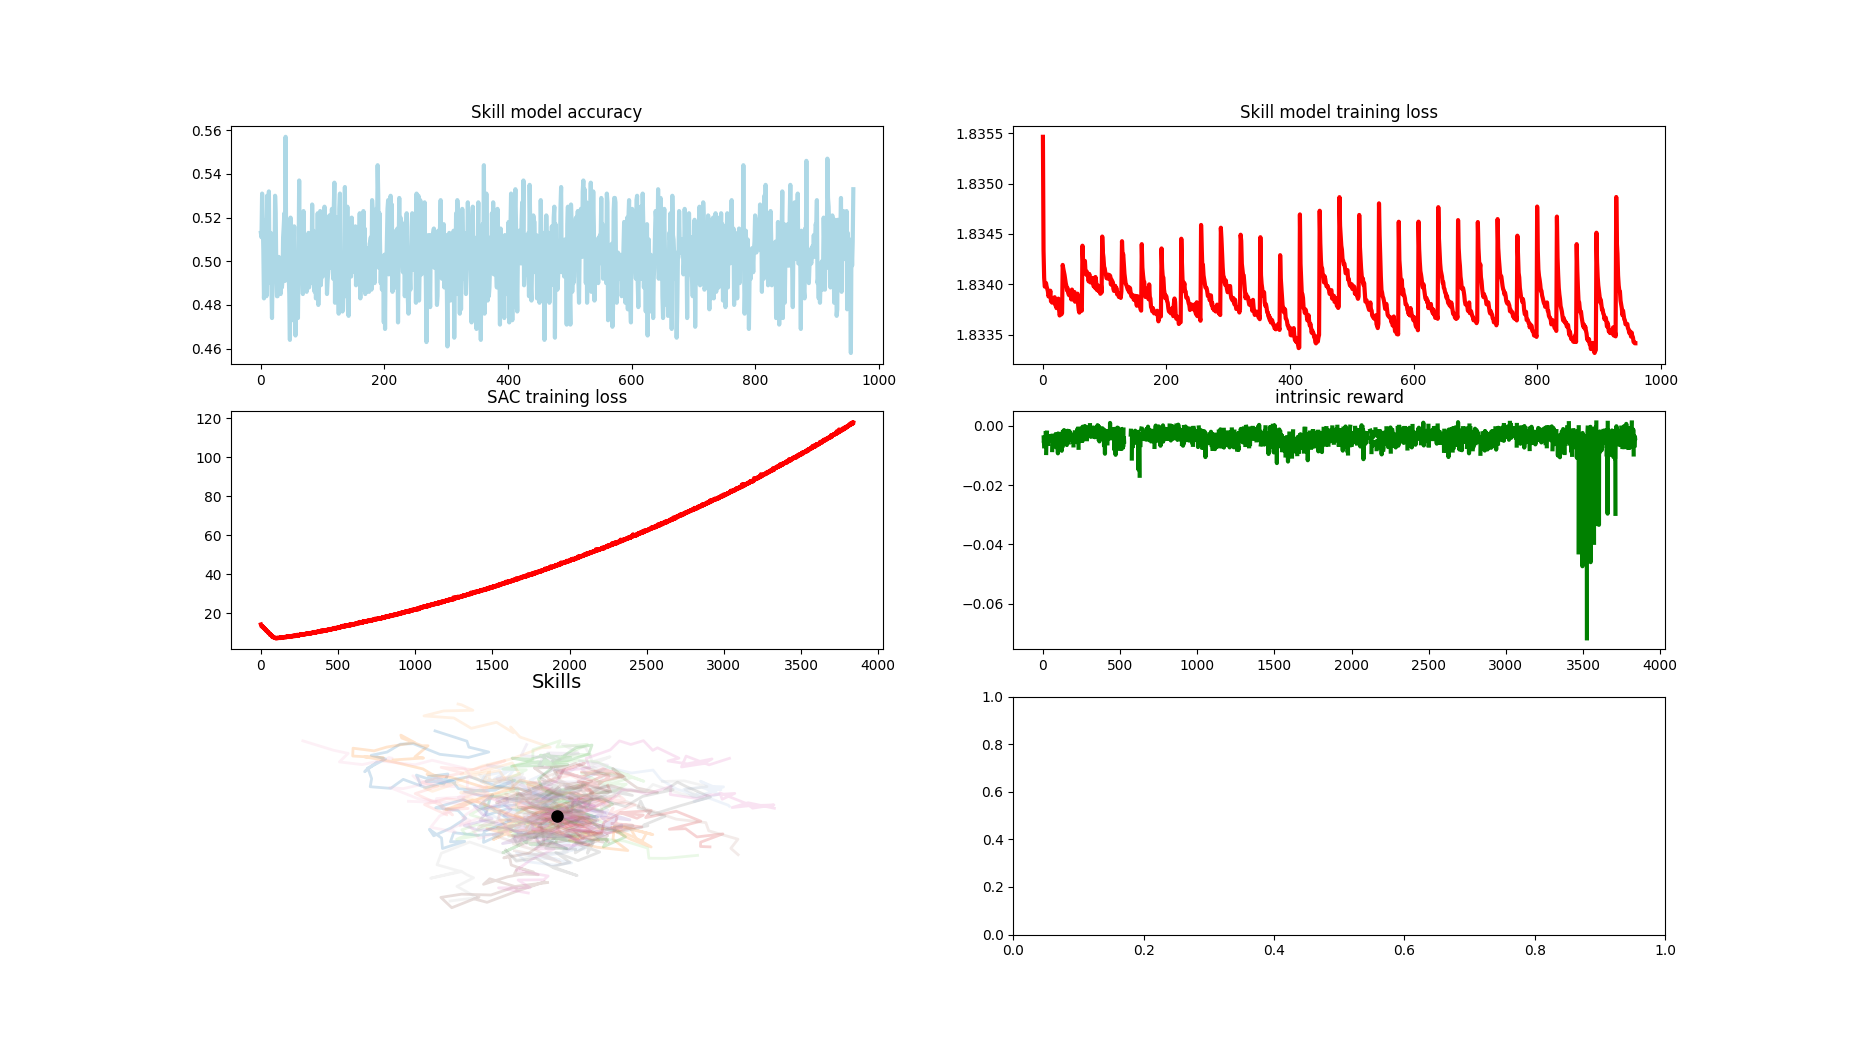 Skill model accuracy
0.56
0.54
0.52
0.50
0.48
0.46
0 200 400 600 800 1000
Skill model training loss
1.8355
1.8350
1.8345
1.8340
1.8335
0 200 400 600 800 1000
SAC training loss
120
100
80
60
40
20
0 500 1000 1500 2000 2500 3000 3500 4000
intrinsic reward
0.00
−0.02
−0.04
−0.06
0 500 1000 1500 2000 2500 3000 3500 4000
Skills
1.0
0.8
0.6
0.4
0.2
0.0
0.0 0.2 0.4 0.6 0.8 1.0